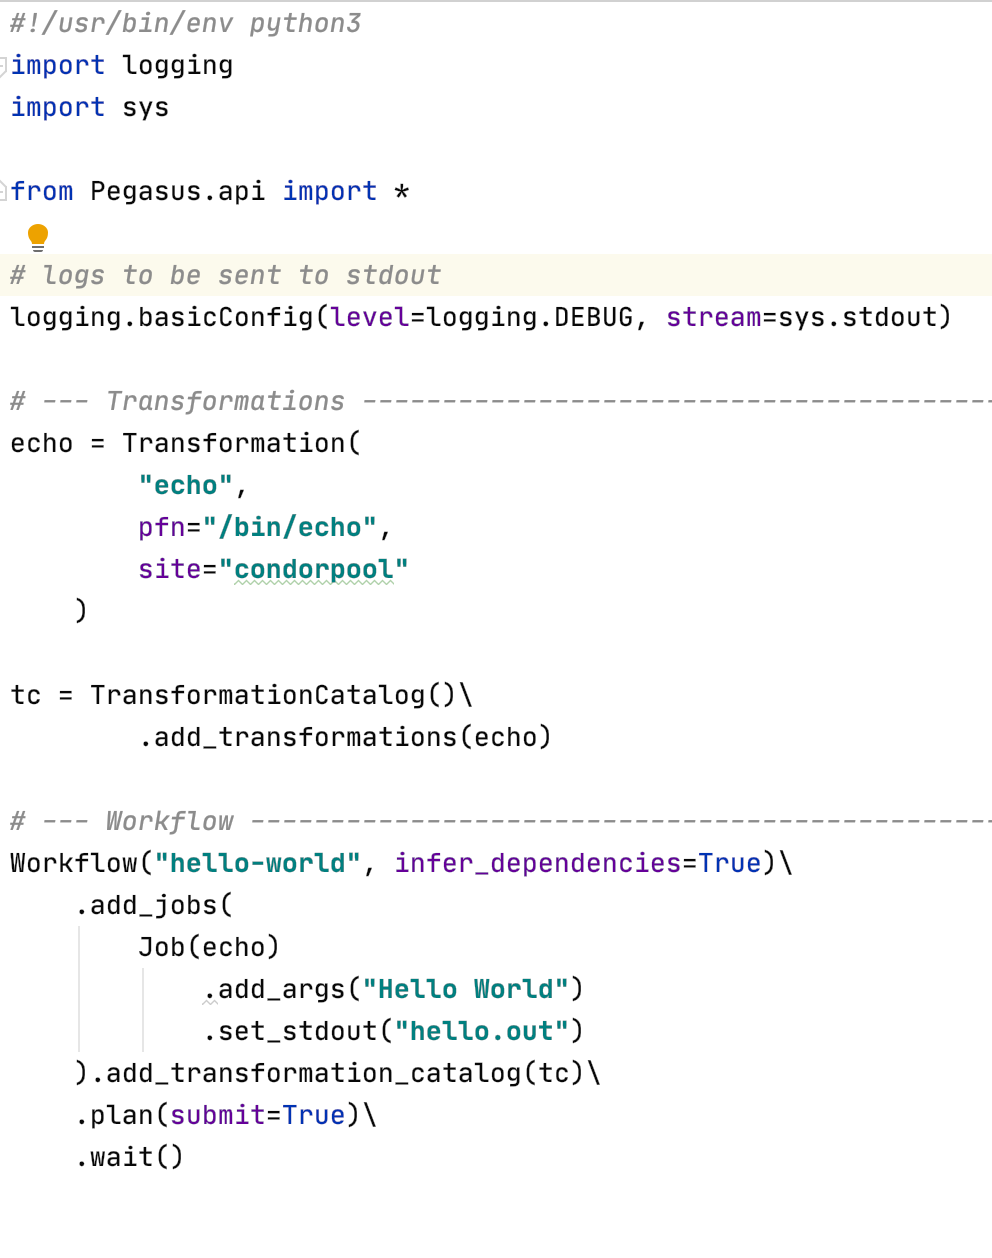 #!/usr/bin/env python3
import logging
import sys
from Pegasus.api import *
# logs to be sent to stdout
logging.basicConfig(level=logging.DEBUG, stream=sys.stdout)
# --- Transformations ----------------------------------------
echo = Transformation(
        "echo",
        pfn="/bin/echo",
        site="condorpool"
    )
tc = TransformationCatalog()\
        .add_transformations(echo)
# --- Workflow -----------------------------------------------
Workflow("hello-world", infer_dependencies=True)\
    .add_jobs(
        Job(echo)
            .add_args("Hello World")
            .set_stdout("hello.out")
    ).add_transformation_catalog(tc)\
    .plan(submit=True)\
    .wait()